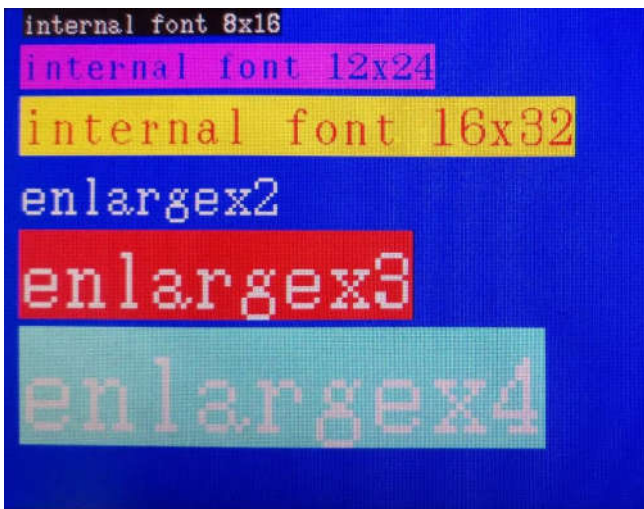 internal font 8x16
internal font 12x24
internal font 16x32
enlargex2
enlargex3
enlargex4